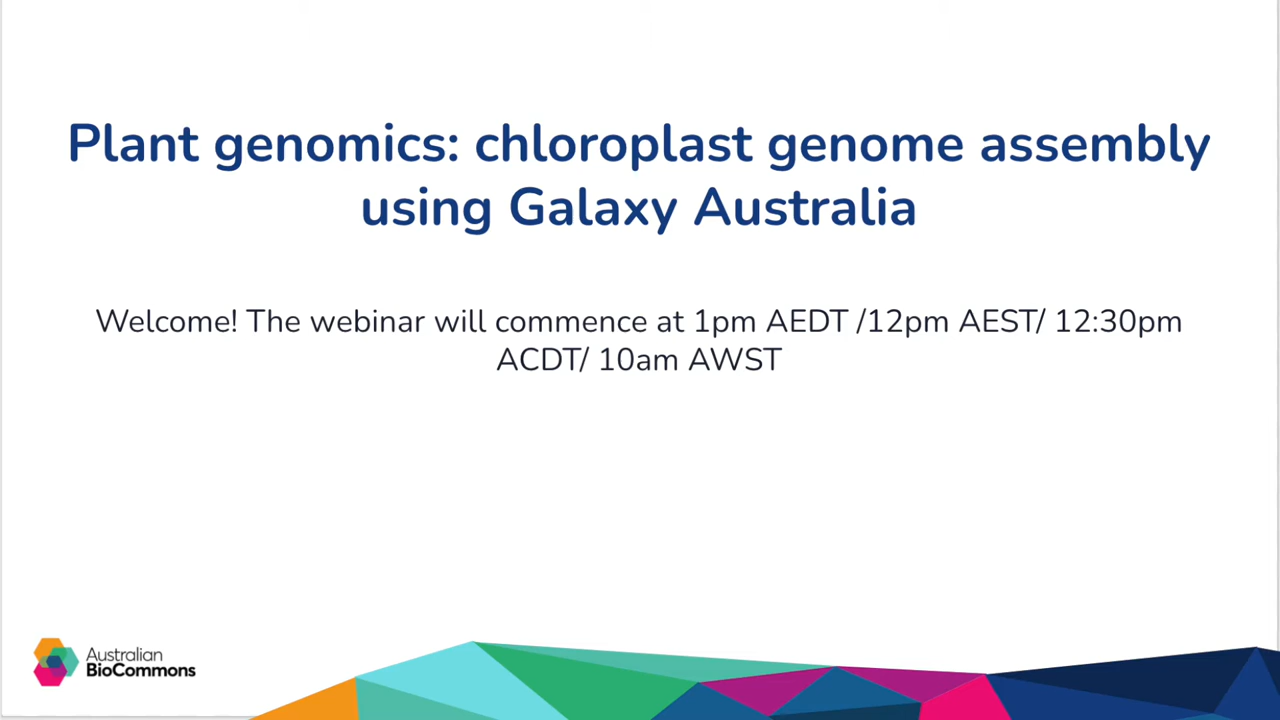 Plant genomics: chloroplast genome assembly
using Galaxy Australia
Welcome! The webinar will commence at 1pm AEDT /12pm AEST/ 12:30pm
ACDT/ 10am AWST
Australian
BioCommons